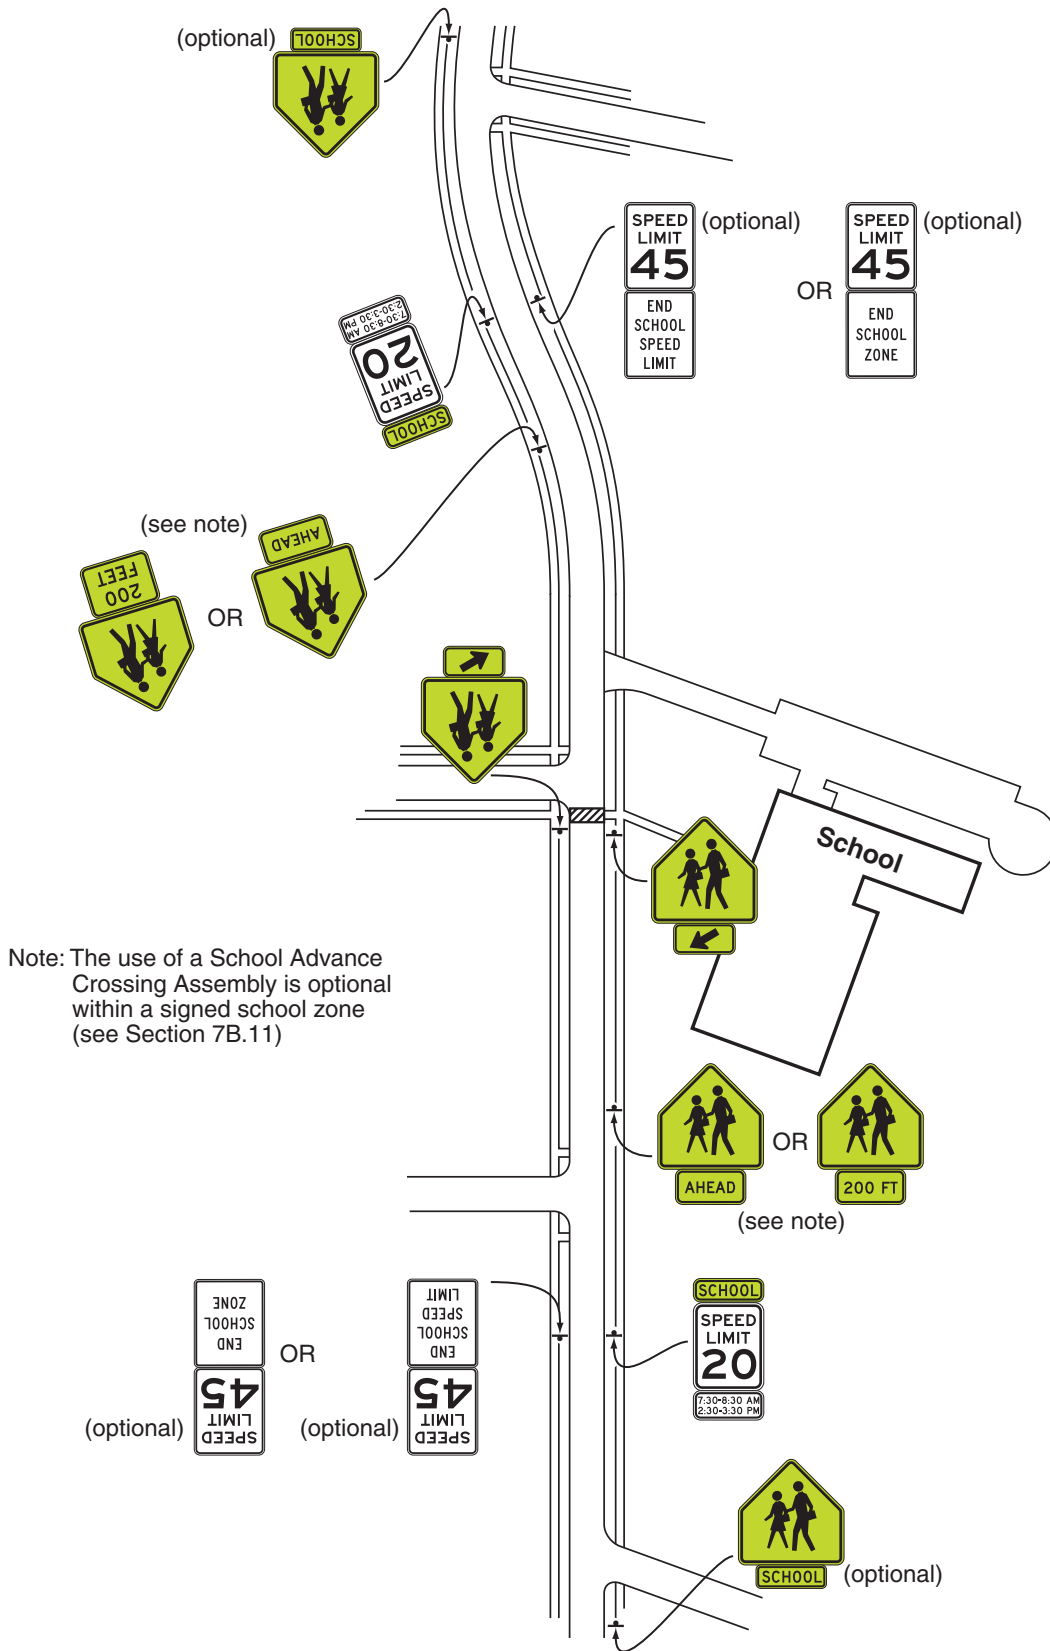 (optional)
SCHOOL
SPEED
LIMIT
45
(optional)
END
SCHOOL
SPEED
LIMIT
OR
SPEED
LIMIT
45
(optional)
END
SCHOOL
ZONE
SCHOOL
SPEED
LIMIT
20
7:30-8:30 AM
2:30-3:30 PM
(see note)
200
FEET
OR
AHEAD
School
Note: The use of a School Advance
Crossing Assembly is optional
within a signed school zone
(see Section 7B.11)
AHEAD
OR
200 FT
(see note)
SPEED
LIMIT
45
END
SCHOOL
ZONE
(optional)
OR
SPEED
LIMIT
45
END
SCHOOL
SPEED
LIMIT
(optional)
SCHOOL
SPEED
LIMIT
20
7:30-8:30 AM
2:30-3:30 PM
SCHOOL
(optional)